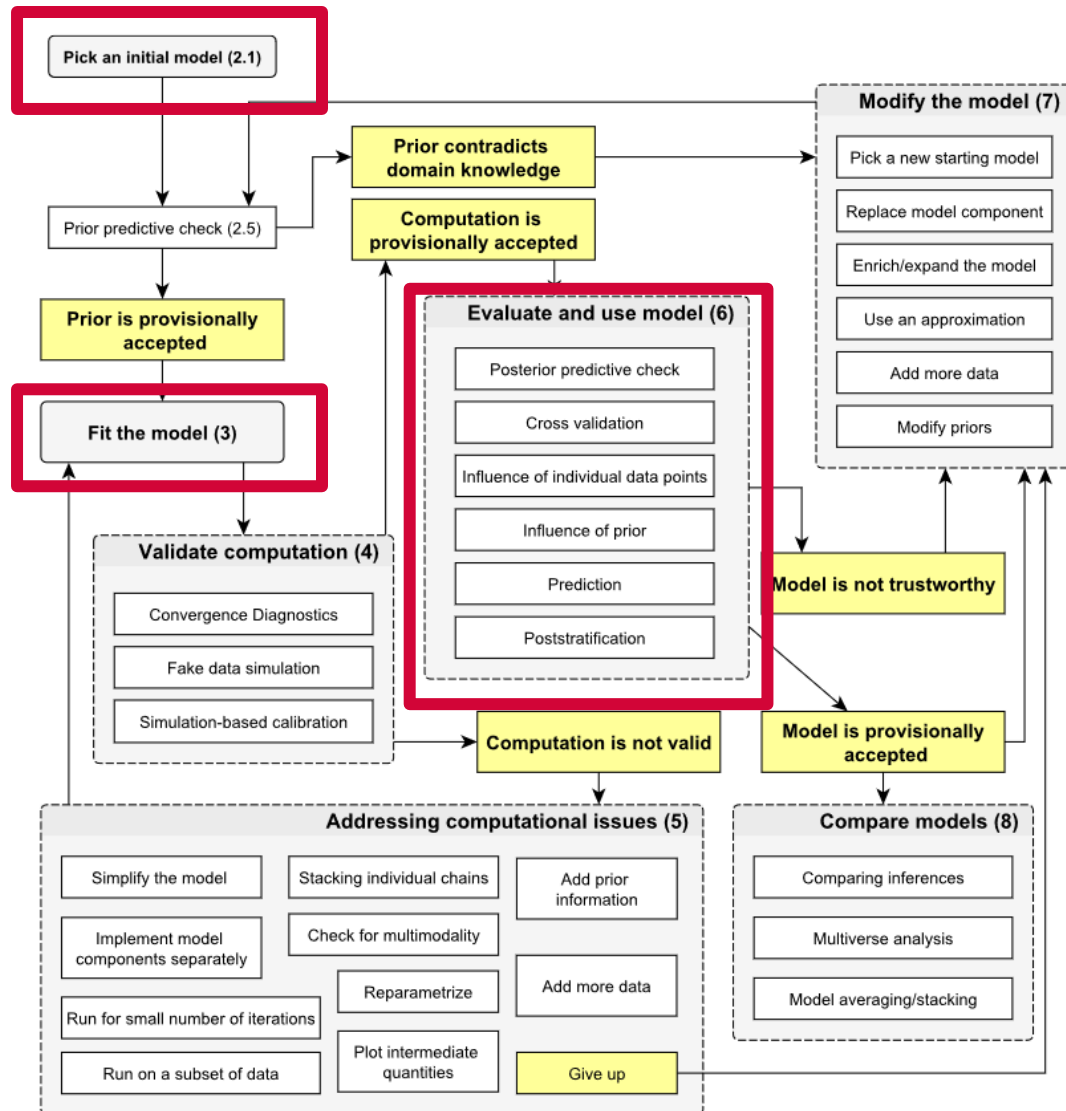 Pick an initial model (2.1)
Modify the model (7)
Prior contradicts
domain knowledge
Pick a new starting model
Replace model component
Prior predictive check (2.5)
Computation is
provisionally accepted
Enrich/expand the model
Prior is provisionally
accepted
Evaluate and use model (6)
Use an approximation
Posterior predictive check
Add more data
Cross validation
Modify priors
Fit the model (3)
Influence of individual data points
Influence of prior
Validate computation (4)
Prediction
Model is not trustworthy
Convergence Diagnostics
Poststratification
Fake data simulation
Simulation-based calibration
Computation is not valid
Model is provisionally
accepted
Addressing computational issues (5)
Compare models (8)
Simplify the model
Stacking individual chains
Add prior
information
Comparing inferences
Implement model
components separately
Check for multimodality
Multiverse analysis
Reparametrize
Add more data
Model averaging/stacking
Run for small number of iterations
Plot intermediate
quantities
Run on a subset of data
Give up